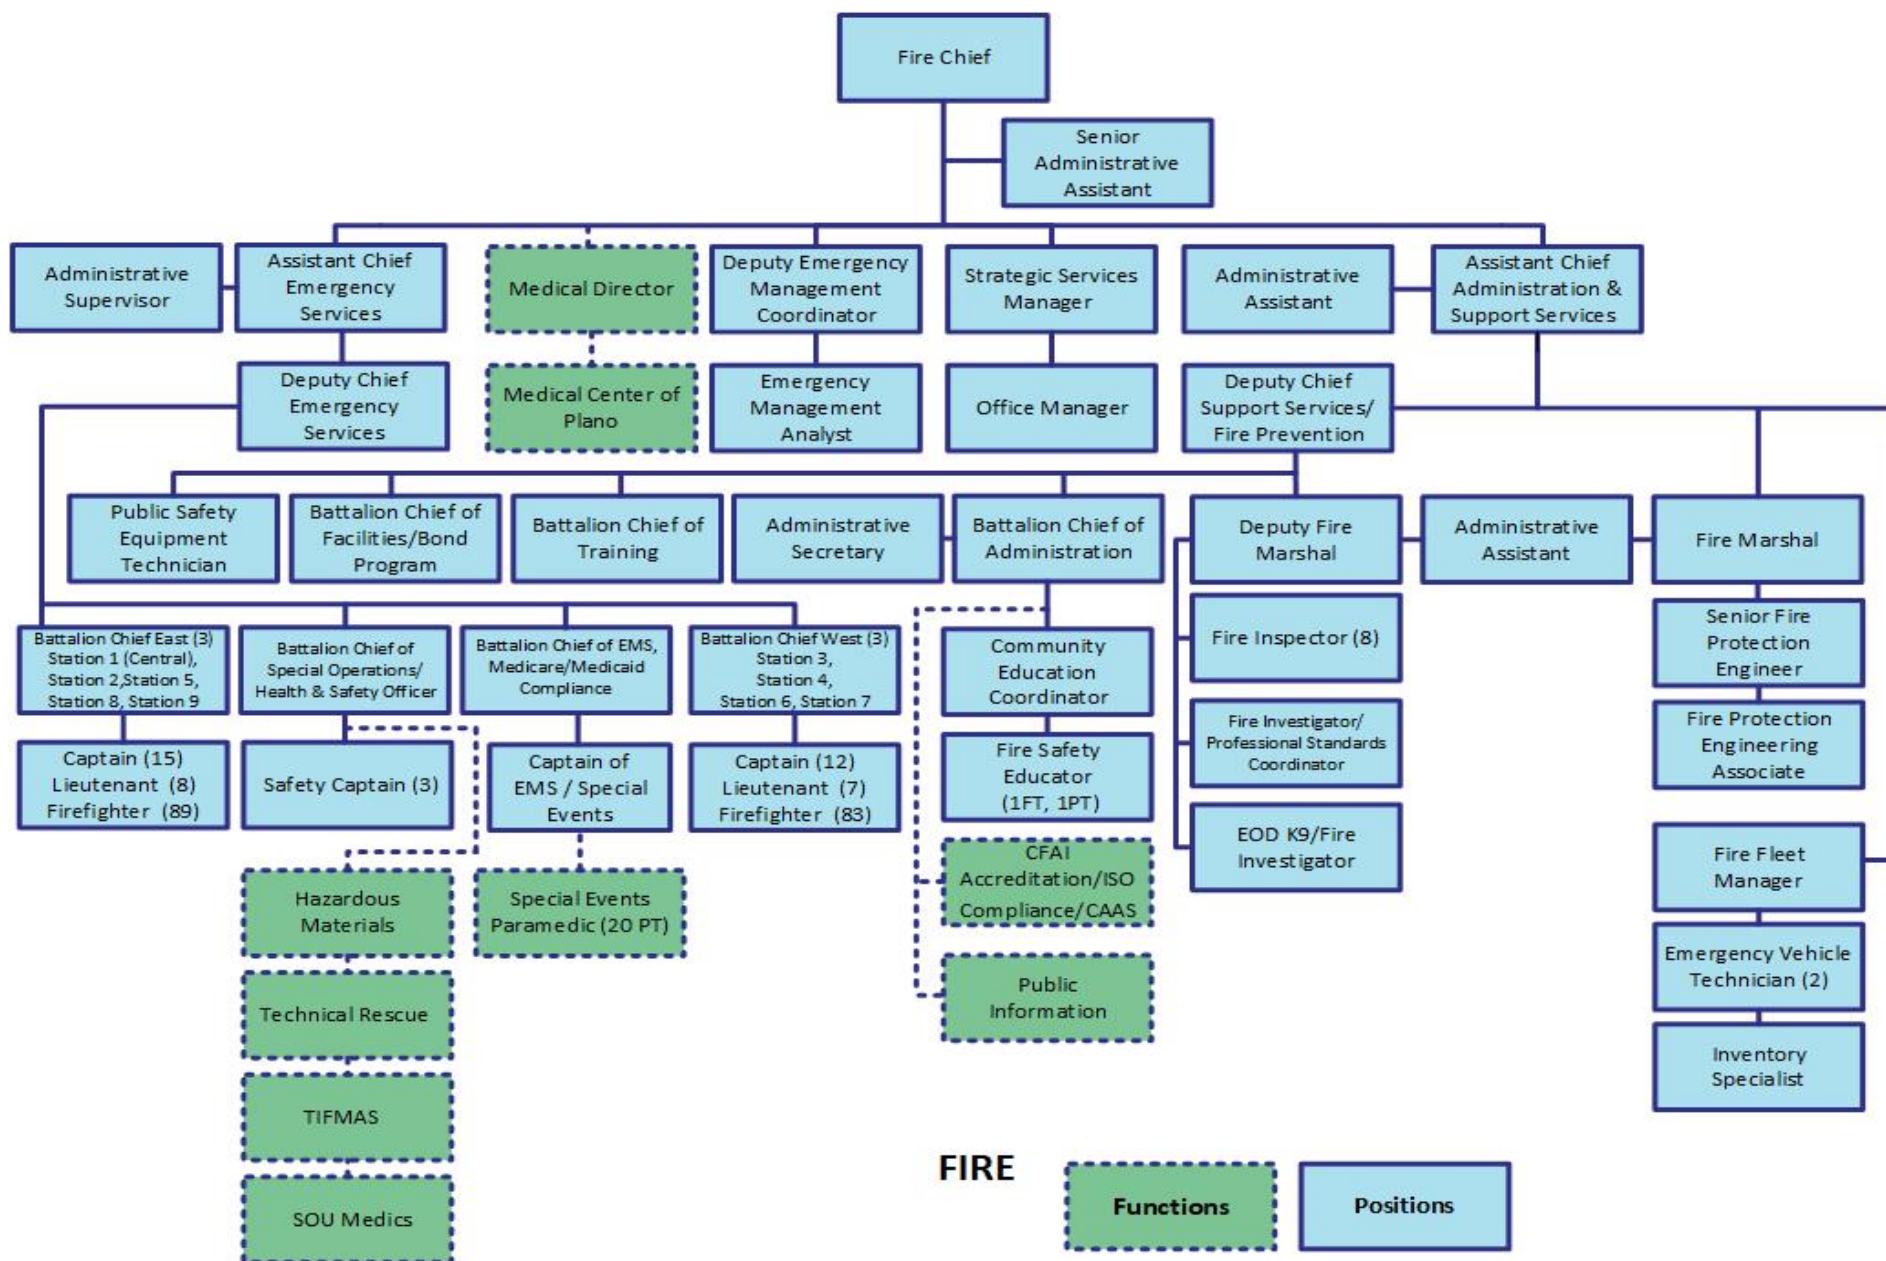 Fire Chief
Senior
Administrative
Assistant
Administrative
Supervisor
Assistant Chief
Emergency
Services
Medical Director
Deputy Emergency
Management
Coordinator
Strategic Services
Manager
Administrative
Assistant
Assistant Chief
Administration &
Support Services
Deputy Chief
Emergency
Services
Medical Center of
Plano
Emergency
Management
Analyst
Office Manager
Deputy Chief
Support Services/
Fire Prevention
Public Safety
Equipment
Technician
Battalion Chief of
Facilities/Bond
Program
Battalion Chief of
Training
Administrative
Secretary
Battalion Chief of
Administration
Deputy Fire
Marshal
Administrative
Assistant
Fire Marshal
Battalion Chief East (3)
Station 1 (Central),
Station 2,Station 5,
Station 8, Station 9
Battalion Chief of
Special Operations/
Health & Safety Officer
Battalion Chief of EMS,
Medicare/Medicaid
Compliance
Battalion Chief West (3)
Station 3,
Station 4,
Station 6, Station 7
Community
Education
Coordinator
Fire Inspector (8)
Senior Fire
Protection
Engineer
Captain (15)
Lieutenant (8)
Firefighter (89)
Safety Captain (3)
Captain of
EMS / Special
Events
Captain (12)
Lieutenant (7)
Firefighter (83)
Fire Safety
Educator
(1FT, 1PT)
Fire Investigator/
Professional Standards
Coordinator
Fire Protection
Engineering
Associate
Hazardous
Materials
Special Events
Paramedic (20 PT)
CFAI
Accreditation/ISO
Compliance/CAAS
EOD K9/Fire
Investigator
Fire Fleet
Manager
Technical Rescue
Public
Information
Emergency Vehicle
Technician (2)
TIFMAS
Inventory
Specialist
SOU Medics
FIRE
Functions
Positions